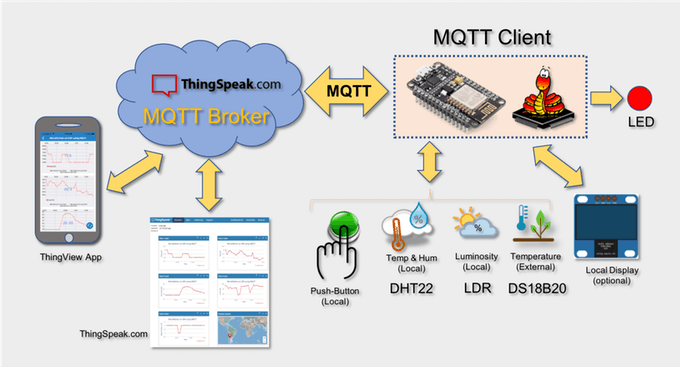 MQTT Client
ThingSpeak.com
MQTT Broker
MQTT
LED
ThingView App
ThingSpeak
Push-Button
(Local)
Temp & Hum
(Local)
DHT22
Luminosity
(Local)
LDR
Temperature
(External)
DS18B20
Local Display
(optional)
ThingSpeak.com